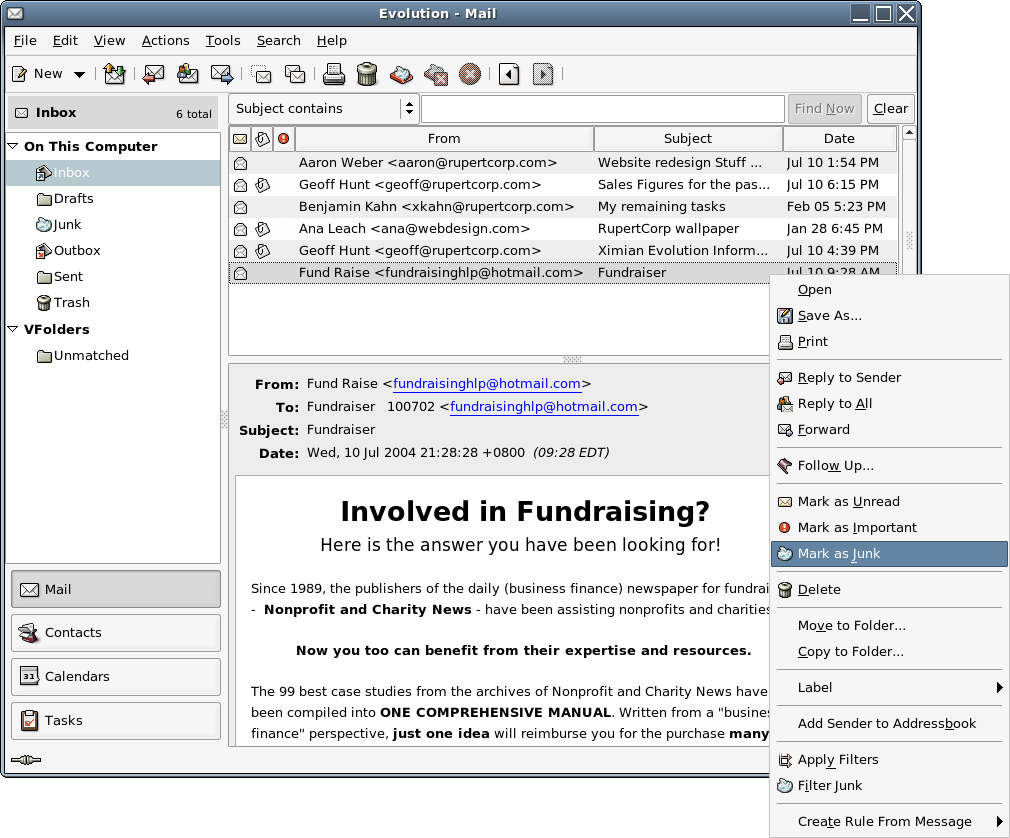 Evolution - Mail
File Edit View Actions Tools Search Help
New
Inbox 6 total
Subject contains Find Now Clear
On This Computer
Inbox
Drafts
Junk
Outbox
Sent
Trash
VFolders
Unmatched
Mail
Contacts
31 Calendars
Tasks
From Subject Date
Aaron Weber <aaron@rupertcorp.com> Website redesign Stuff ... Jul 10 1:54 PM
Geoff Hunt <geoff@rupertcorp.com> Sales Figures for the pas... Jul 10 6:15 PM
Benjamin Kahn <xkahn@rupertcorp.com> My remaining tasks Feb 05 5:23 PM
Ana Leach <ana@webdesign.com> RupertCorp wallpaper Jan 28 6:45 PM
Geoff Hunt <geoff@rupertcorp.com> Ximian Evolution Inform... Jul 10 4:39 PM
Fund Raise <fundraisinghlp@hotmail.com> Fundraiser Jul 10 9:28 AM
From: Fund Raise <fundraisinghlp@hotmail.com>
To: Fundraiser 100702 <fundraisinghlp@hotmail.com>
Subject: Fundraiser
Date: Wed, 10 Jul 2004 21:28:28 +0800 (09:28 EDT)
Involved in Fundraising?
Here is the answer you have been looking for!
Since 1989, the publishers of the daily (business finance) newspaper for fundrai
- Nonprofit and Charity News - have been assisting nonprofits and charities
Now you too can benefit from their expertise and resources.
The 99 best case studies from the archives of Nonprofit and Charity News have
been compiled into ONE COMPREHENSIVE MANUAL. Written from a "busines
finance" perspective, just one idea will reimburse you for the purchase many
Open
Save As...
Print
Reply to Sender
Reply to All
Forward
Follow Up...
Mark as Unread
Mark as Important
Mark as Junk
Delete
Move to Folder...
Copy to Folder...
Label
Add Sender to Addressbook
Apply Filters
Filter Junk
Create Rule From Message